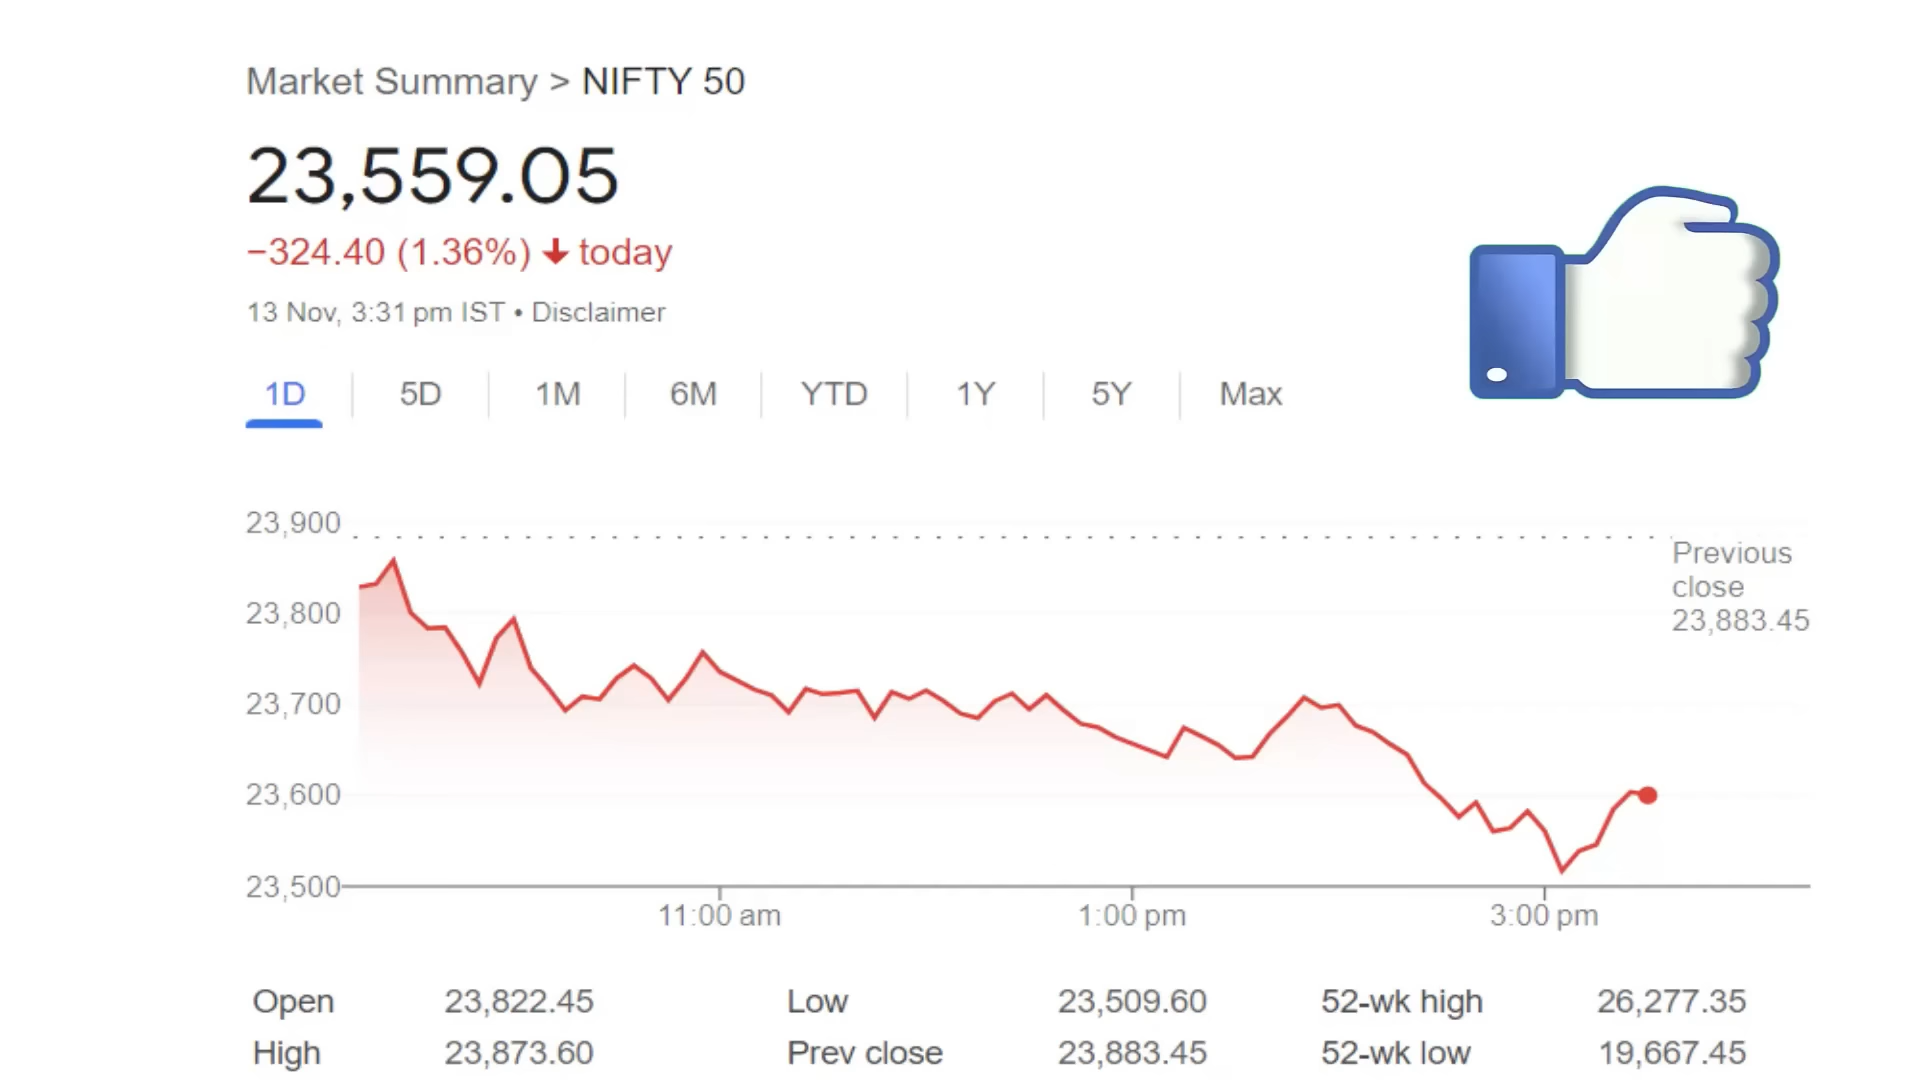 Market Summary > NIFTY 50
23,559.05
−324.40 (1.36%) ↓ today
13 Nov, 3:31 pm IST • Disclaimer
1D 5D 1M 6M YTD 1Y 5Y Max
23,900
Previous
close
23,883.45
23,800
23,700
23,600
23,500
11:00 am 1:00 pm 3:00 pm
Open 23,822.45 Low 23,509.60 52-wk high 26,277.35
High 23,873.60 Prev close 23,883.45 52-wk low 19,667.45